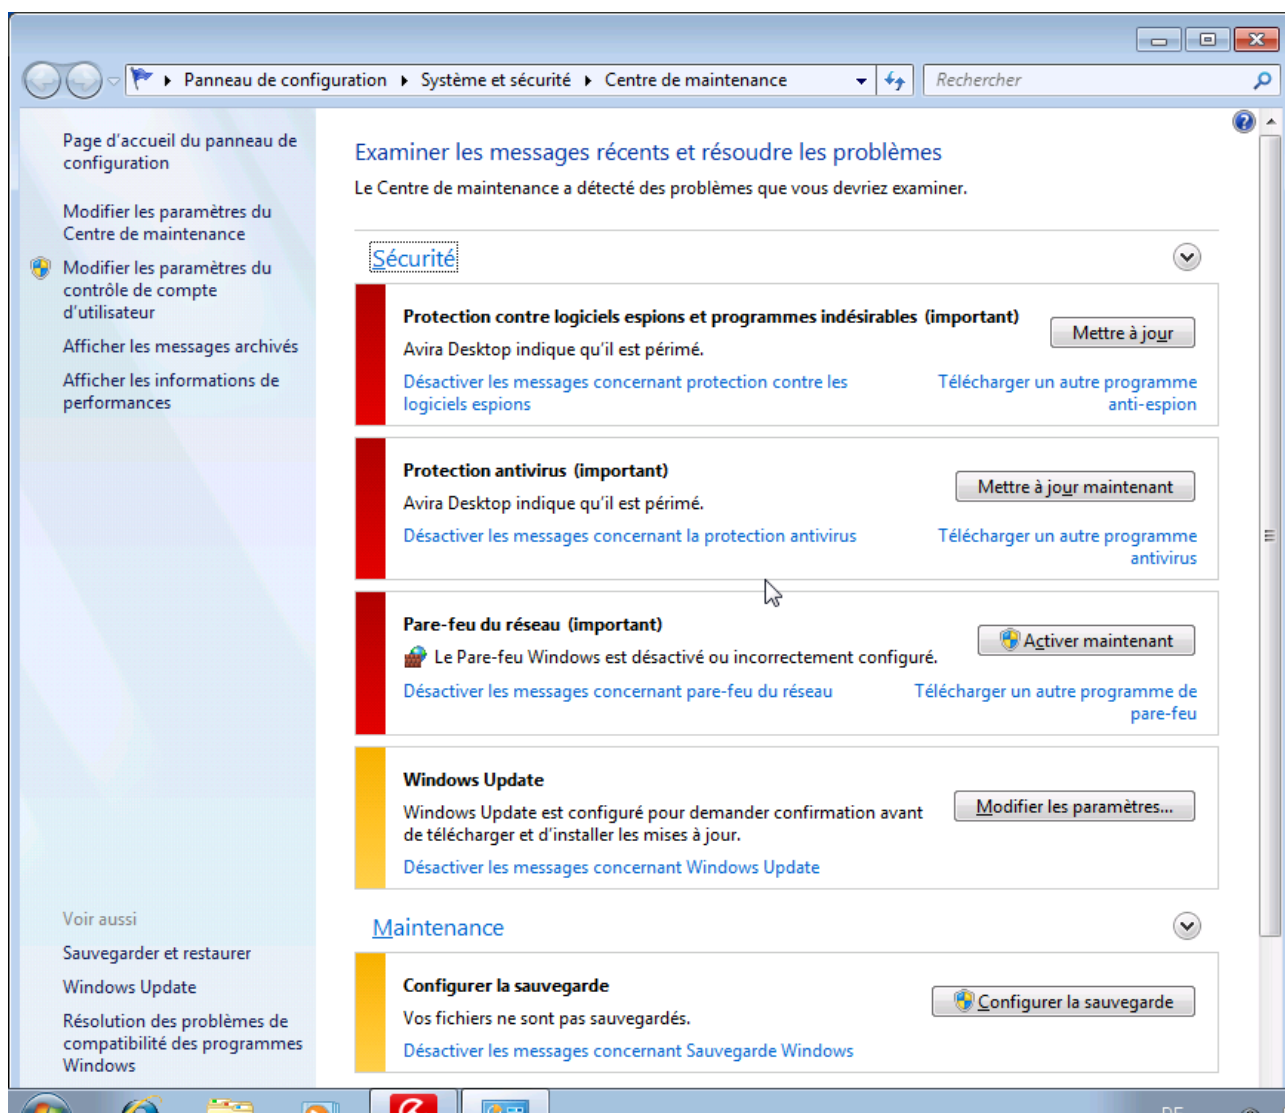 Panneau de configuration Système et sécurité Centre de maintenance
Rechercher
Page d'accueil du panneau de
configuration
Modifier les paramètres du
Centre de maintenance
Modifier les paramètres du
contrôle de compte
d'utilisateur
Afficher les messages archivés
Afficher les informations de
performances
Voir aussi
Sauvegarder et restaurer
Windows Update
Résolution des problèmes de
compatibilité des programmes
Windows
Examiner les messages récents et résoudre les problèmes
Le Centre de maintenance a détecté des problèmes que vous devriez examiner.
Sécurité
Protection contre logiciels espions et programmes indésirables (important)
Avira Desktop indique qu'il est périmé.
Mettre à jour
Désactiver les messages concernant protection contre les
logiciels espions
Télécharger un autre programme
anti-espion
Protection antivirus (important)
Avira Desktop indique qu'il est périmé.
Mettre à jour maintenant
Désactiver les messages concernant la protection antivirus
Télécharger un autre programme
antivirus
Pare-feu du réseau (important)
Le Pare-feu Windows est désactivé ou incorrectement configuré.
Activer maintenant
Désactiver les messages concernant pare-feu du réseau
Télécharger un autre programme de
pare-feu
Windows Update
Windows Update est configuré pour demander confirmation avant
de télécharger et d'installer les mises à jour.
Modifier les paramètres...
Désactiver les messages concernant Windows Update
Maintenance
Configurer la sauvegarde
Vos fichiers ne sont pas sauvegardés.
Configurer la sauvegarde
Désactiver les messages concernant Sauvegarde Windows